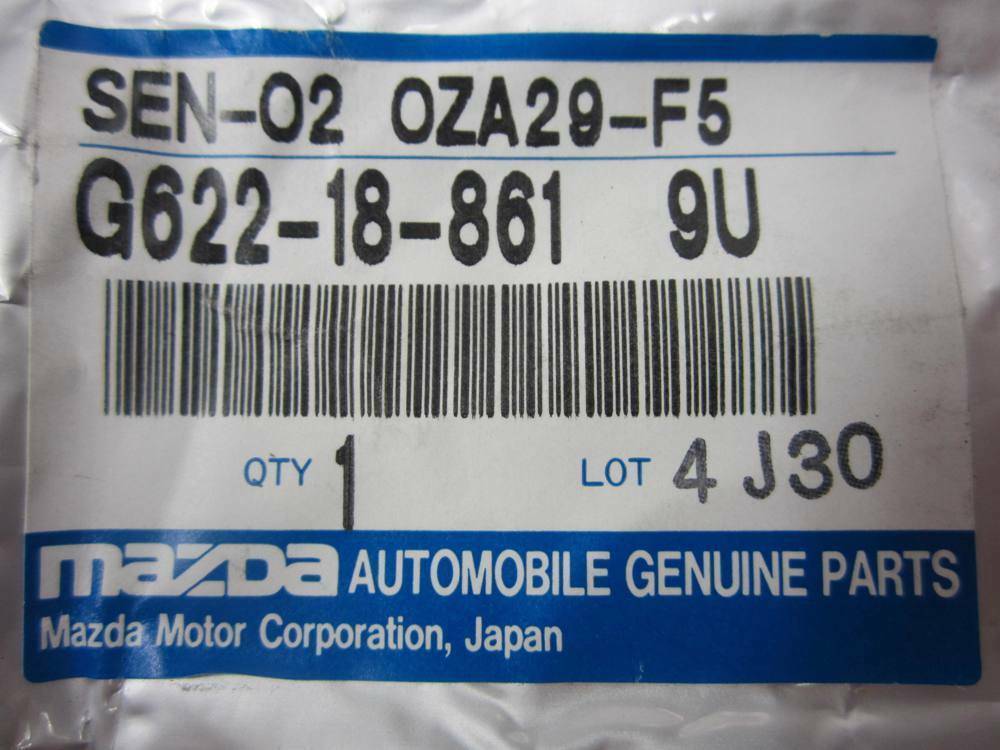 SEN-O2 OZA29-F5
G622-18-861 9U
QTY 1 LOT 4 J30
mazda AUTOMOBILE GENUINE PARTS
Mazda Motor Corporation, Japan